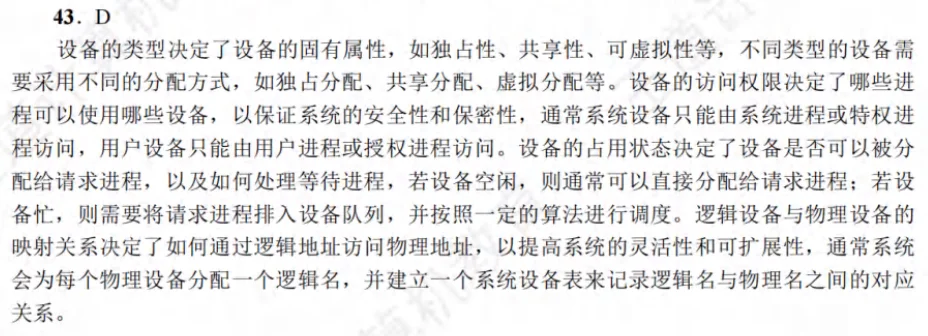 43．D
设备的类型决定了设备的固有属性，如独占性、共享性、可虚拟性等，不同类型的设备需
要采用不同的分配方式，如独占分配、共享分配、虚拟分配等。设备的访问权限决定了哪些进
程可以使用哪些设备，以保证系统的安全性和保密性，通常系统设备只能由系统进程或特权进
程访问，用户设备只能由用户进程或授权进程访问。设备的占用状态决定了设备是否可以被分
配给请求进程，以及如何处理等待进程，若设备空闲，则通常可以直接分配给请求进程；若设
备忙，则需要将请求进程排入设备队列，并按照一定的算法进行调度。逻辑设备与物理设备的
映射关系决定了如何通过逻辑地址访问物理地址，以提高系统的灵活性和可扩展性，通常系统
会为每个物理设备分配一个逻辑名，并建立一个系统设备表来记录逻辑名与物理名之间的对应
关系。